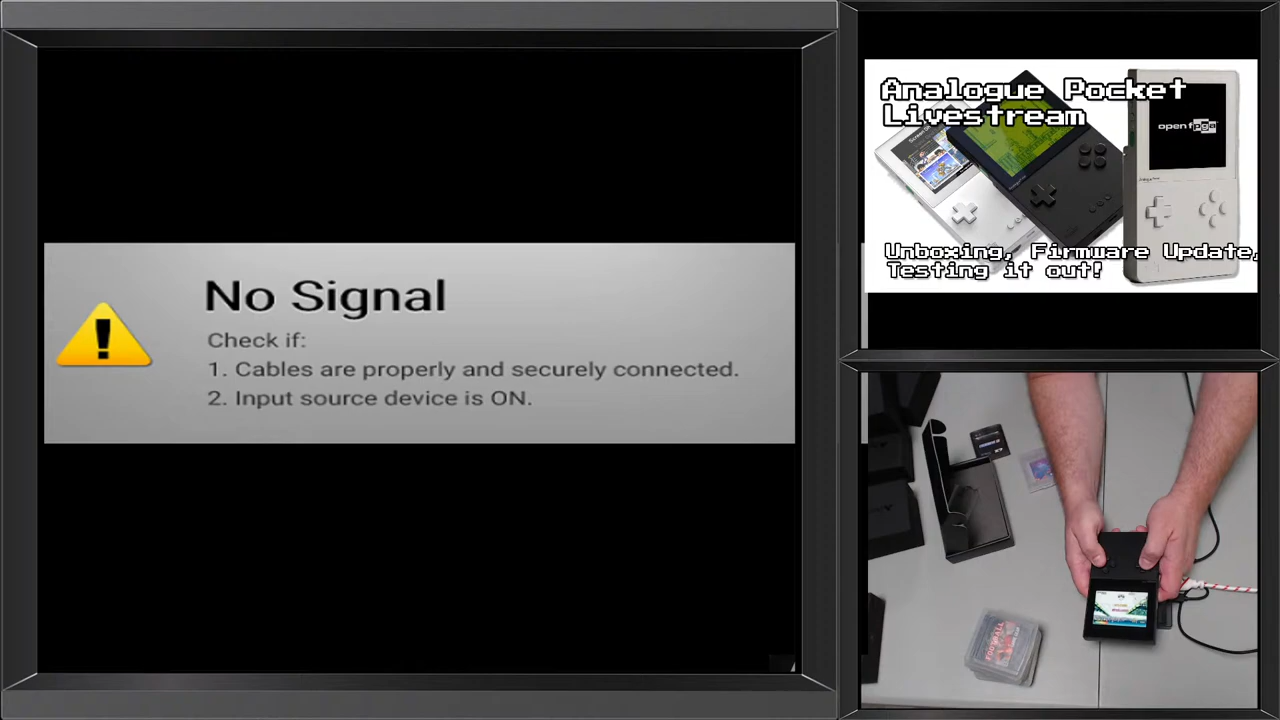 No Signal
Check if:
1. Cables are properly and securely connected.
2. Input source device is ON.
Analogue Pocket
Livestream
open fpga
Unboxing, Firmware Update,
Testing it out!
FOOTBALL